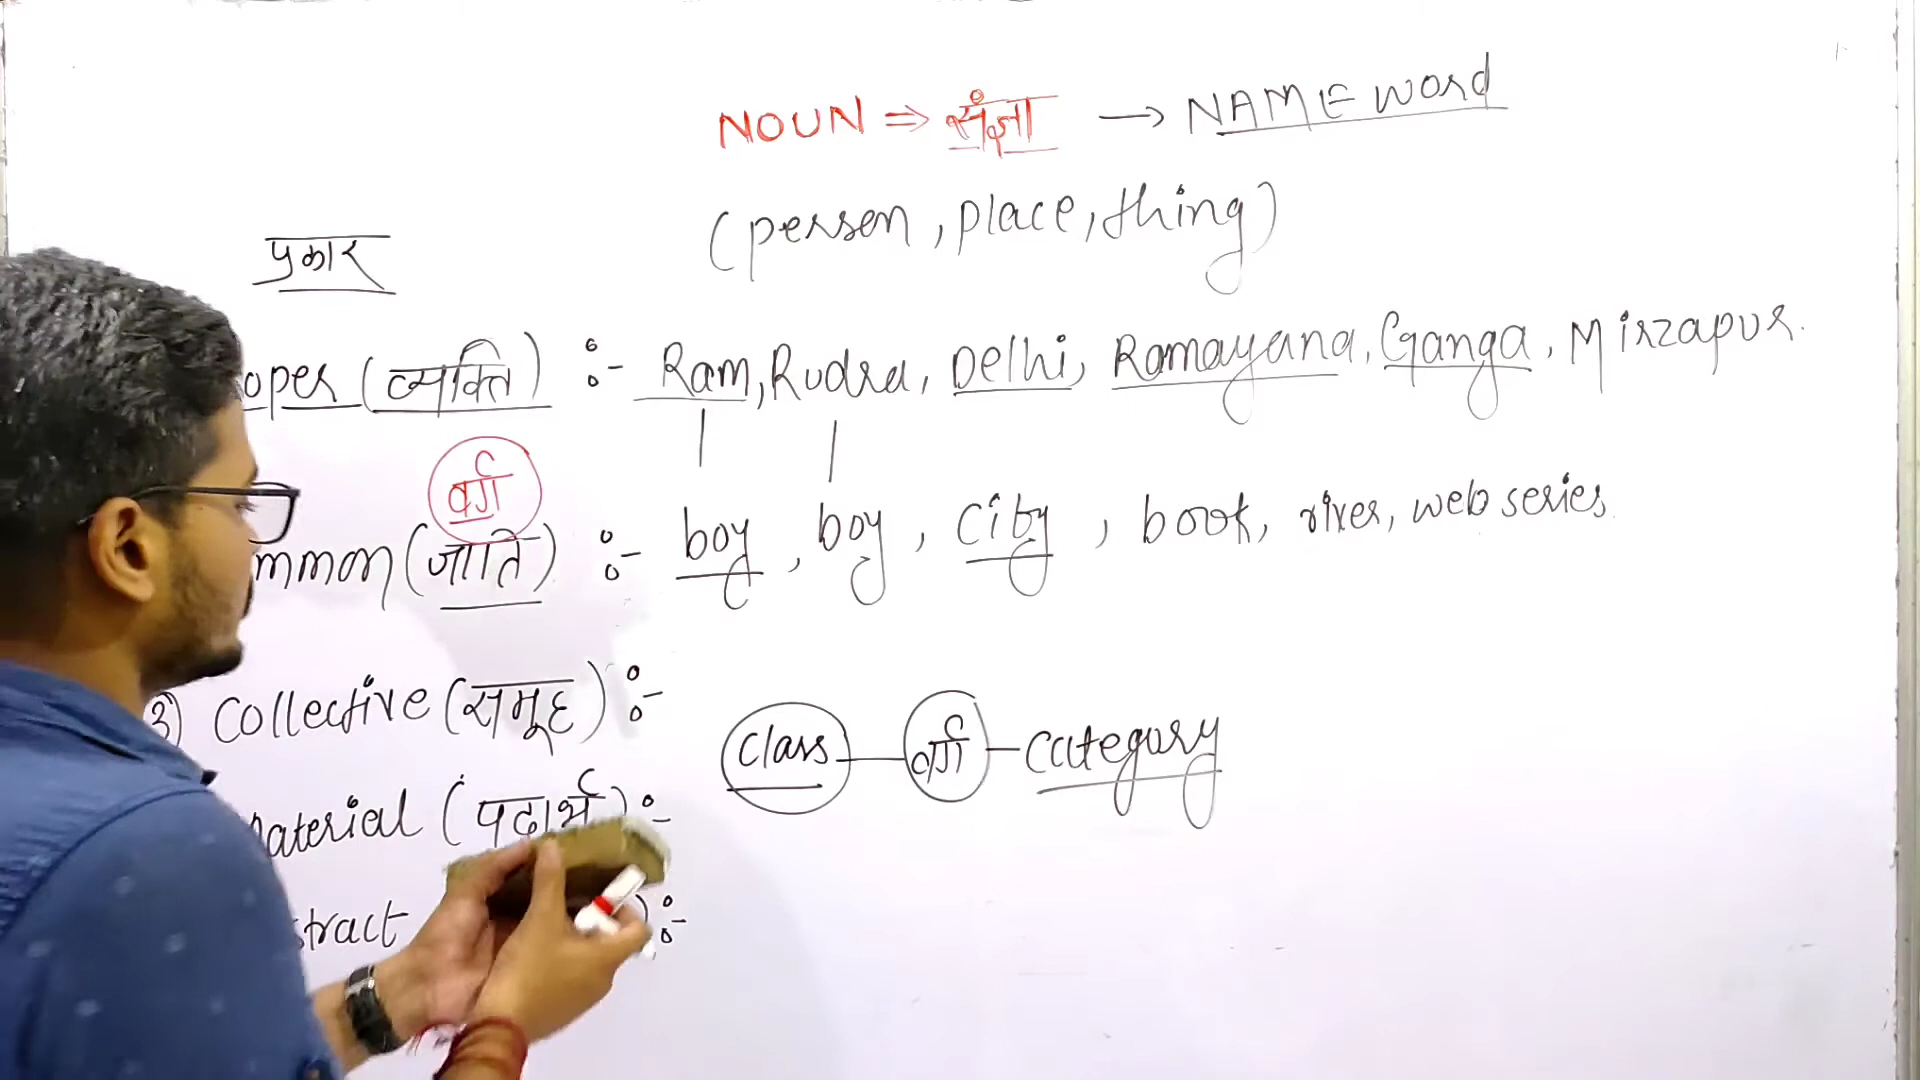 NOUN ⇒ संज्ञा → NAME word
(person, place, thing)
प्रकार
oper (व्यक्ति) :- Ram, Rudra, Delhi, Ramayana, Ganga, Mirzapur.
वर्ग
mmon (जाति) :- boy, boy, city, book, river, web series
3) Collective (समूह) :-
class — वर्ग — category
aterial (पदार्थ) :-
stract ) :-